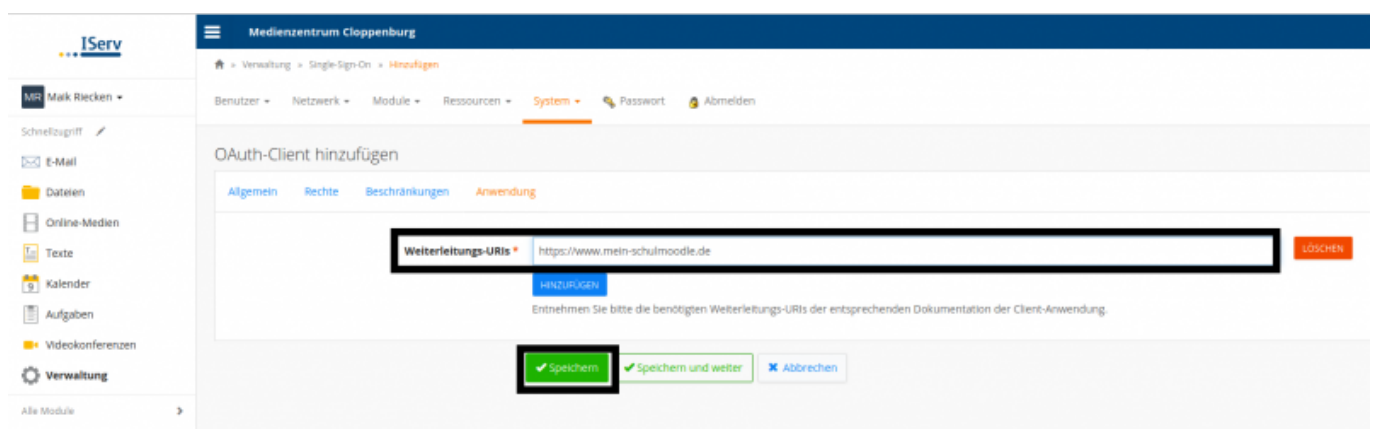 IServ
Medienzentrum Cloppenburg
» Verwaltung » Single-Sign-On » Hinzufügen
MR Maik Riecken
Benutzer Netzwerk Module Ressourcen System Passwort Abmelden
Schnellzugriff
E-Mail
Dateien
Online-Medien
Texte
Kalender
Aufgaben
Videokonferenzen
Verwaltung
Alle Module
OAuth-Client hinzufügen
Allgemein Rechte Beschränkungen Anwendung
Weiterleitungs-URIs * https://www.mein-schulmoodle.de LÖSCHEN
HINZUFÜGEN
Entnehmen Sie bitte die benötigten Weiterleitungs-URIs der entsprechenden Dokumentation der Client-Anwendung.
Speichern Speichern und weiter Abbrechen